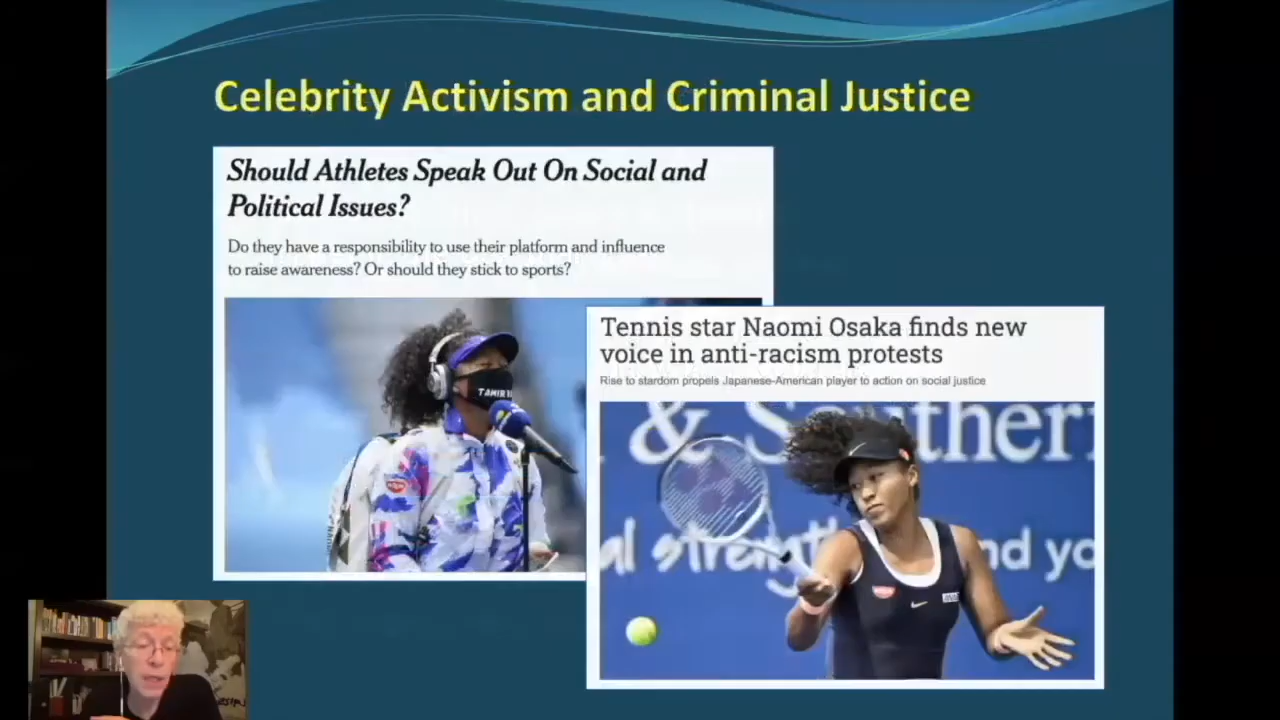 Celebrity Activism and Criminal Justice
Should Athletes Speak Out On Social and
Political Issues?
Do they have a responsibility to use their platform and influence
to raise awareness? Or should they stick to sports?
TAMIR
Tennis star Naomi Osaka finds new
voice in anti-racism protests
Rise to stardom propels Japanese-American player to action on social justice
& Southern
al strength
nd yo